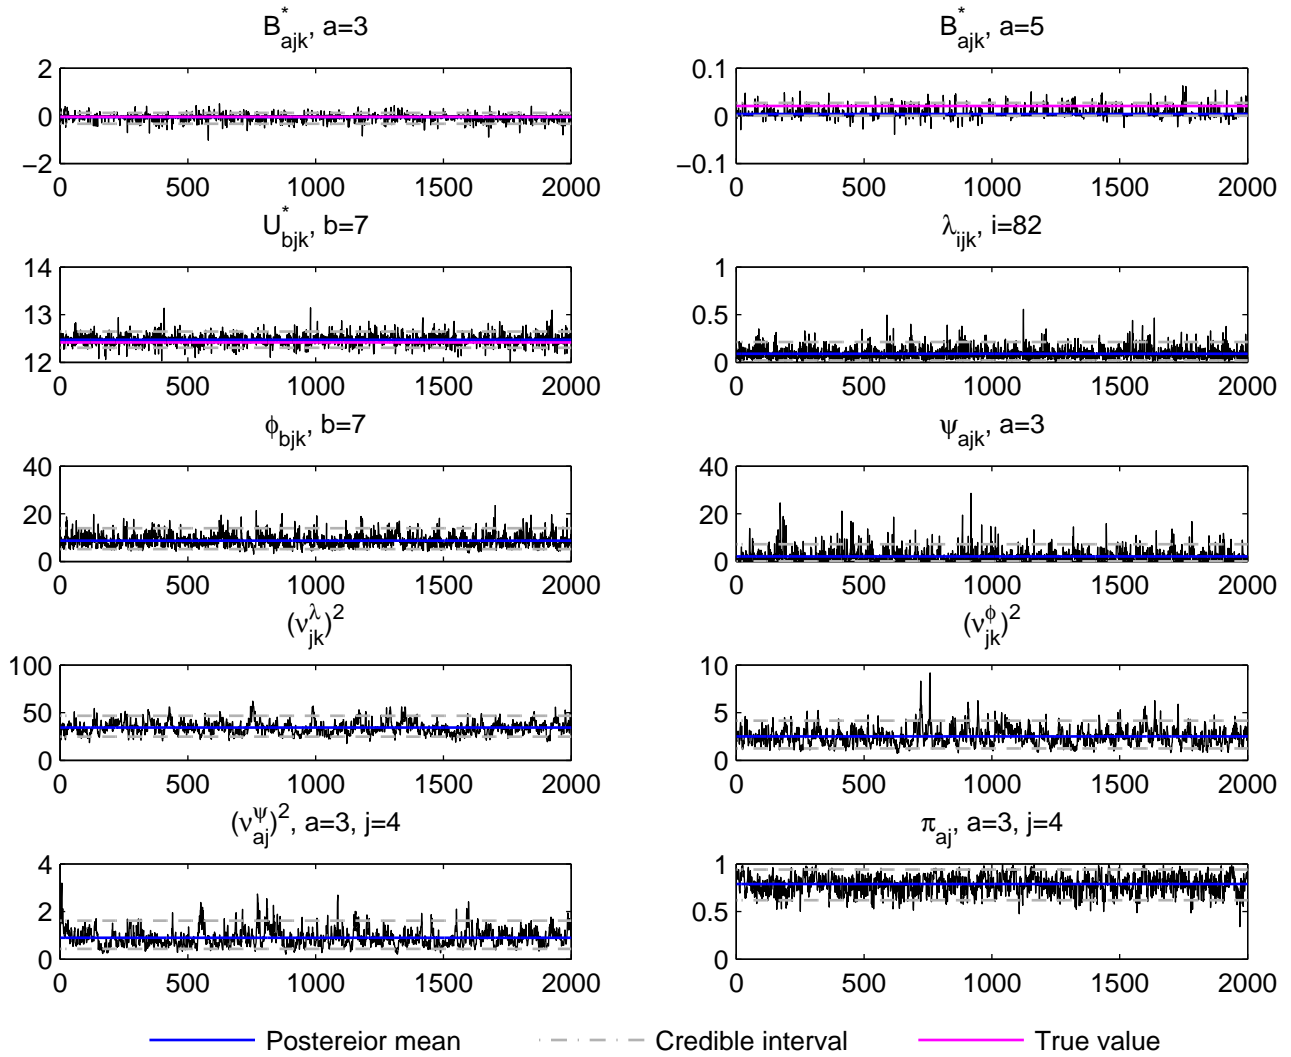 B*ajk, a=3
2
0
−2
0 500 1000 1500 2000
B*ajk, a=5
0.1
0
−0.1
0 500 1000 1500 2000
U*bjk, b=7
14
13
12
0 500 1000 1500 2000
λijk, i=82
1
0.5
0
0 500 1000 1500 2000
ϕbjk, b=7
40
20
0
0 500 1000 1500 2000
ψajk, a=3
40
20
0
0 500 1000 1500 2000
(νλjk)2
100
50
0
0 500 1000 1500 2000
(νϕjk)2
10
5
0
0 500 1000 1500 2000
(νψaj)2, a=3, j=4
4
2
0
0 500 1000 1500 2000
πaj, a=3, j=4
1
0.5
0
0 500 1000 1500 2000
Postereior mean Credible interval True value